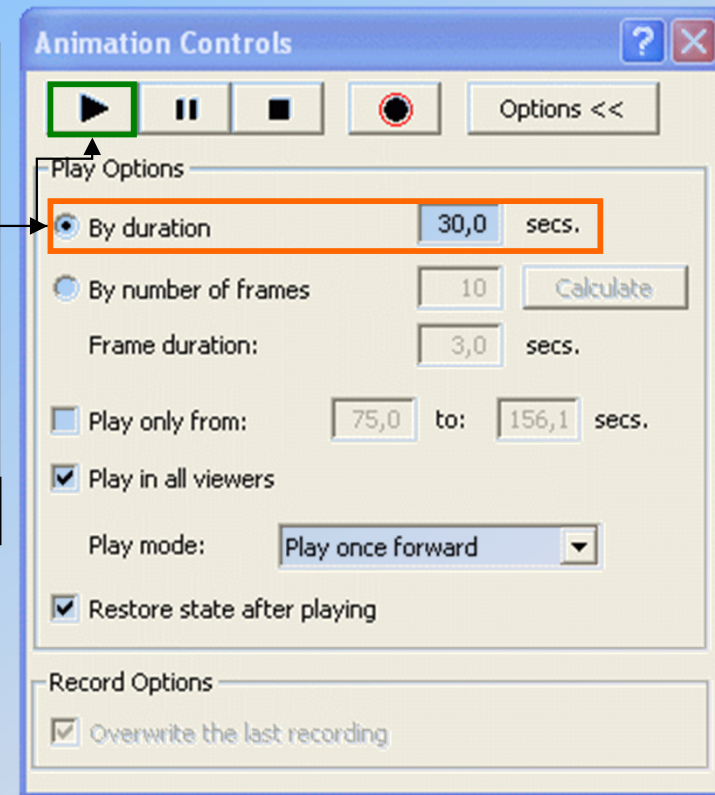 Animation Controls
Options <<
Play Options
By duration 30,0 secs.
By number of frames 10 Calculate
Frame duration: 3,0 secs.
Play only from: 75,0 to: 156,1 secs.
Play in all viewers
Play mode: Play once forward
Restore state after playing
Record Options
Overwrite the last recording